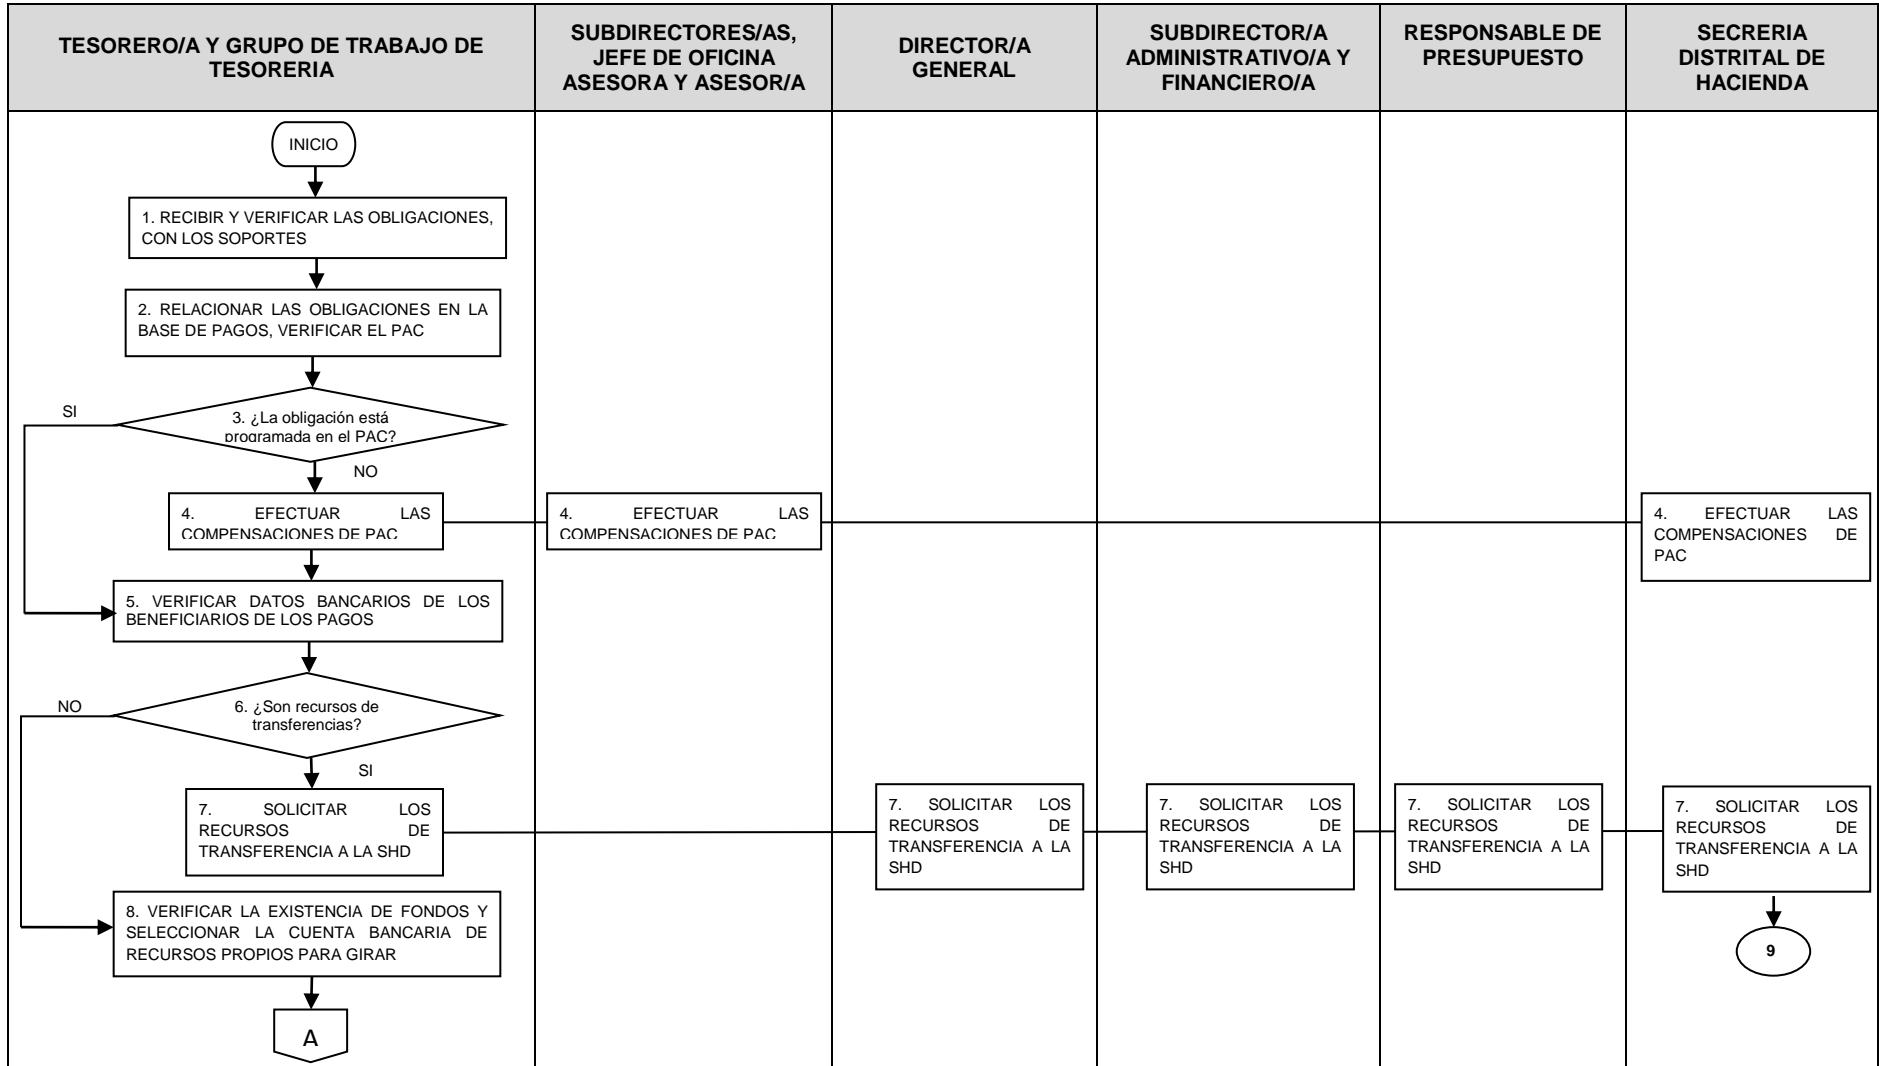 TESORERO/A Y GRUPO DE TRABAJO DE
TESORERIA
SUBDIRECTORES/AS,
JEFE DE OFICINA
ASESORA Y ASESOR/A
DIRECTOR/A
GENERAL
SUBDIRECTOR/A
ADMINISTRATIVO/A Y
FINANCIERO/A
RESPONSABLE DE
PRESUPUESTO
SECRERIA
DISTRITAL DE
HACIENDA
INICIO
1. RECIBIR Y VERIFICAR LAS OBLIGACIONES,
CON LOS SOPORTES
2. RELACIONAR LAS OBLIGACIONES EN LA
BASE DE PAGOS, VERIFICAR EL PAC
SI
3. ¿La obligación está
programada en el PAC?
NO
4. EFECTUAR LAS
COMPENSACIONES DE PAC
4. EFECTUAR LAS
COMPENSACIONES DE PAC
4. EFECTUAR LAS
COMPENSACIONES DE
PAC
5. VERIFICAR DATOS BANCARIOS DE LOS
BENEFICIARIOS DE LOS PAGOS
NO
6. ¿Son recursos de
transferencias?
SI
7. SOLICITAR LOS
RECURSOS DE
TRANSFERENCIA A LA SHD
7. SOLICITAR LOS
RECURSOS DE
TRANSFERENCIA A LA
SHD
7. SOLICITAR LOS
RECURSOS DE
TRANSFERENCIA A LA
SHD
7. SOLICITAR LOS
RECURSOS DE
TRANSFERENCIA A LA
SHD
7. SOLICITAR LOS
RECURSOS DE
TRANSFERENCIA A LA
SHD
8. VERIFICAR LA EXISTENCIA DE FONDOS Y
SELECCIONAR LA CUENTA BANCARIA DE
RECURSOS PROPIOS PARA GIRAR
9
A